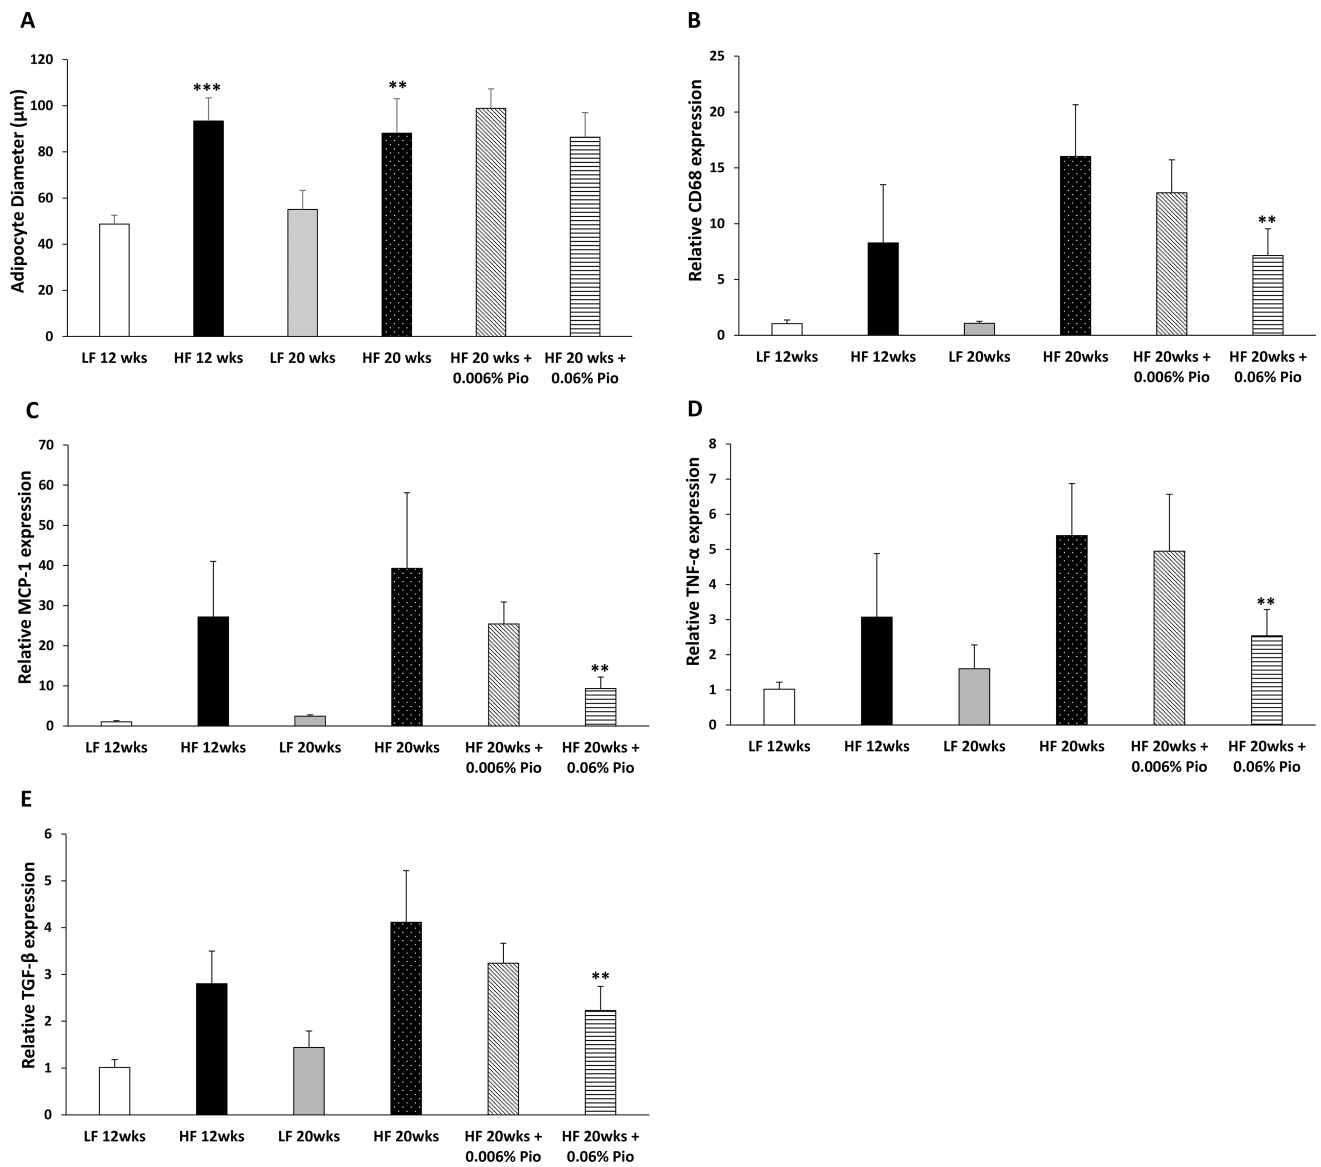 A
Adipocyte Diameter (µm)
120
100
80
60
40
20
0
***
**
LF 12 wks
HF 12 wks
LF 20 wks
HF 20 wks
HF 20 wks +
0.006% Pio
HF 20 wks +
0.06% Pio
B
Relative CD68 expression
25
20
15
10
5
0
**
LF 12wks
HF 12wks
LF 20wks
HF 20wks
HF 20wks +
0.006% Pio
HF 20wks +
0.06% Pio
C
Relative MCP-1 expression
70
60
50
40
30
20
10
0
**
LF 12wks
HF 12wks
LF 20wks
HF 20wks
HF 20wks +
0.006% Pio
HF 20wks +
0.06% Pio
D
Relative TNF-α expression
8
7
6
5
4
3
2
1
0
**
LF 12wks
HF 12wks
LF 20wks
HF 20wks
HF 20wks +
0.006% Pio
HF 20wks +
0.06% Pio
E
Relative TGF-β expression
6
5
4
3
2
1
0
**
LF 12wks
HF 12wks
LF 20wks
HF 20wks
HF 20wks +
0.006% Pio
HF 20wks +
0.06% Pio